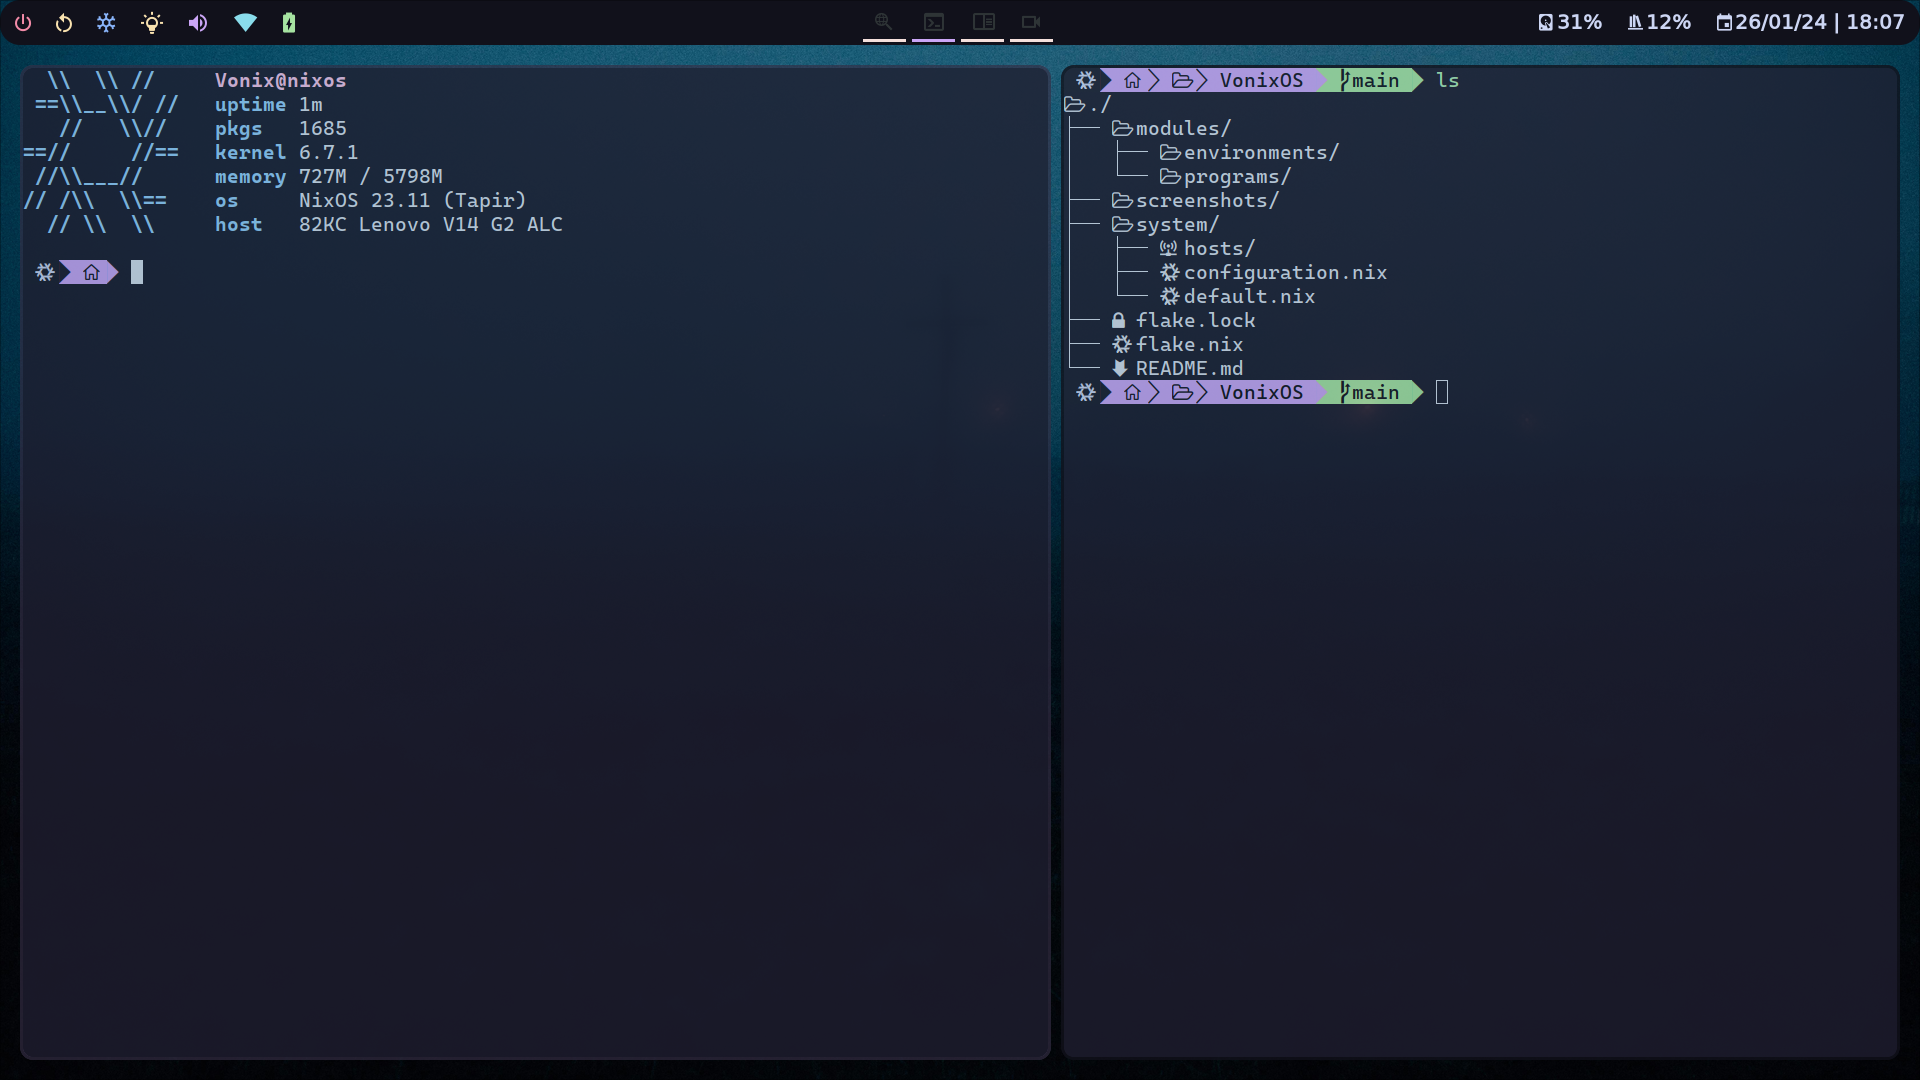 31% 12% 26/01/24 | 18:07
  \\  \\ //
 ==\\__\\/ //
   //   \\//
==//     //==
 //\\___//
// /\\  \\==
  // \\  \\
Vonix@nixos
uptime 1m
pkgs 1685
kernel 6.7.1
memory 727M / 5798M
os NixOS 23.11 (Tapir)
host 82KC Lenovo V14 G2 ALC
VonixOS main ls
./
modules/
environments/
programs/
screenshots/
system/
hosts/
configuration.nix
default.nix
flake.lock
flake.nix
README.md
VonixOS main